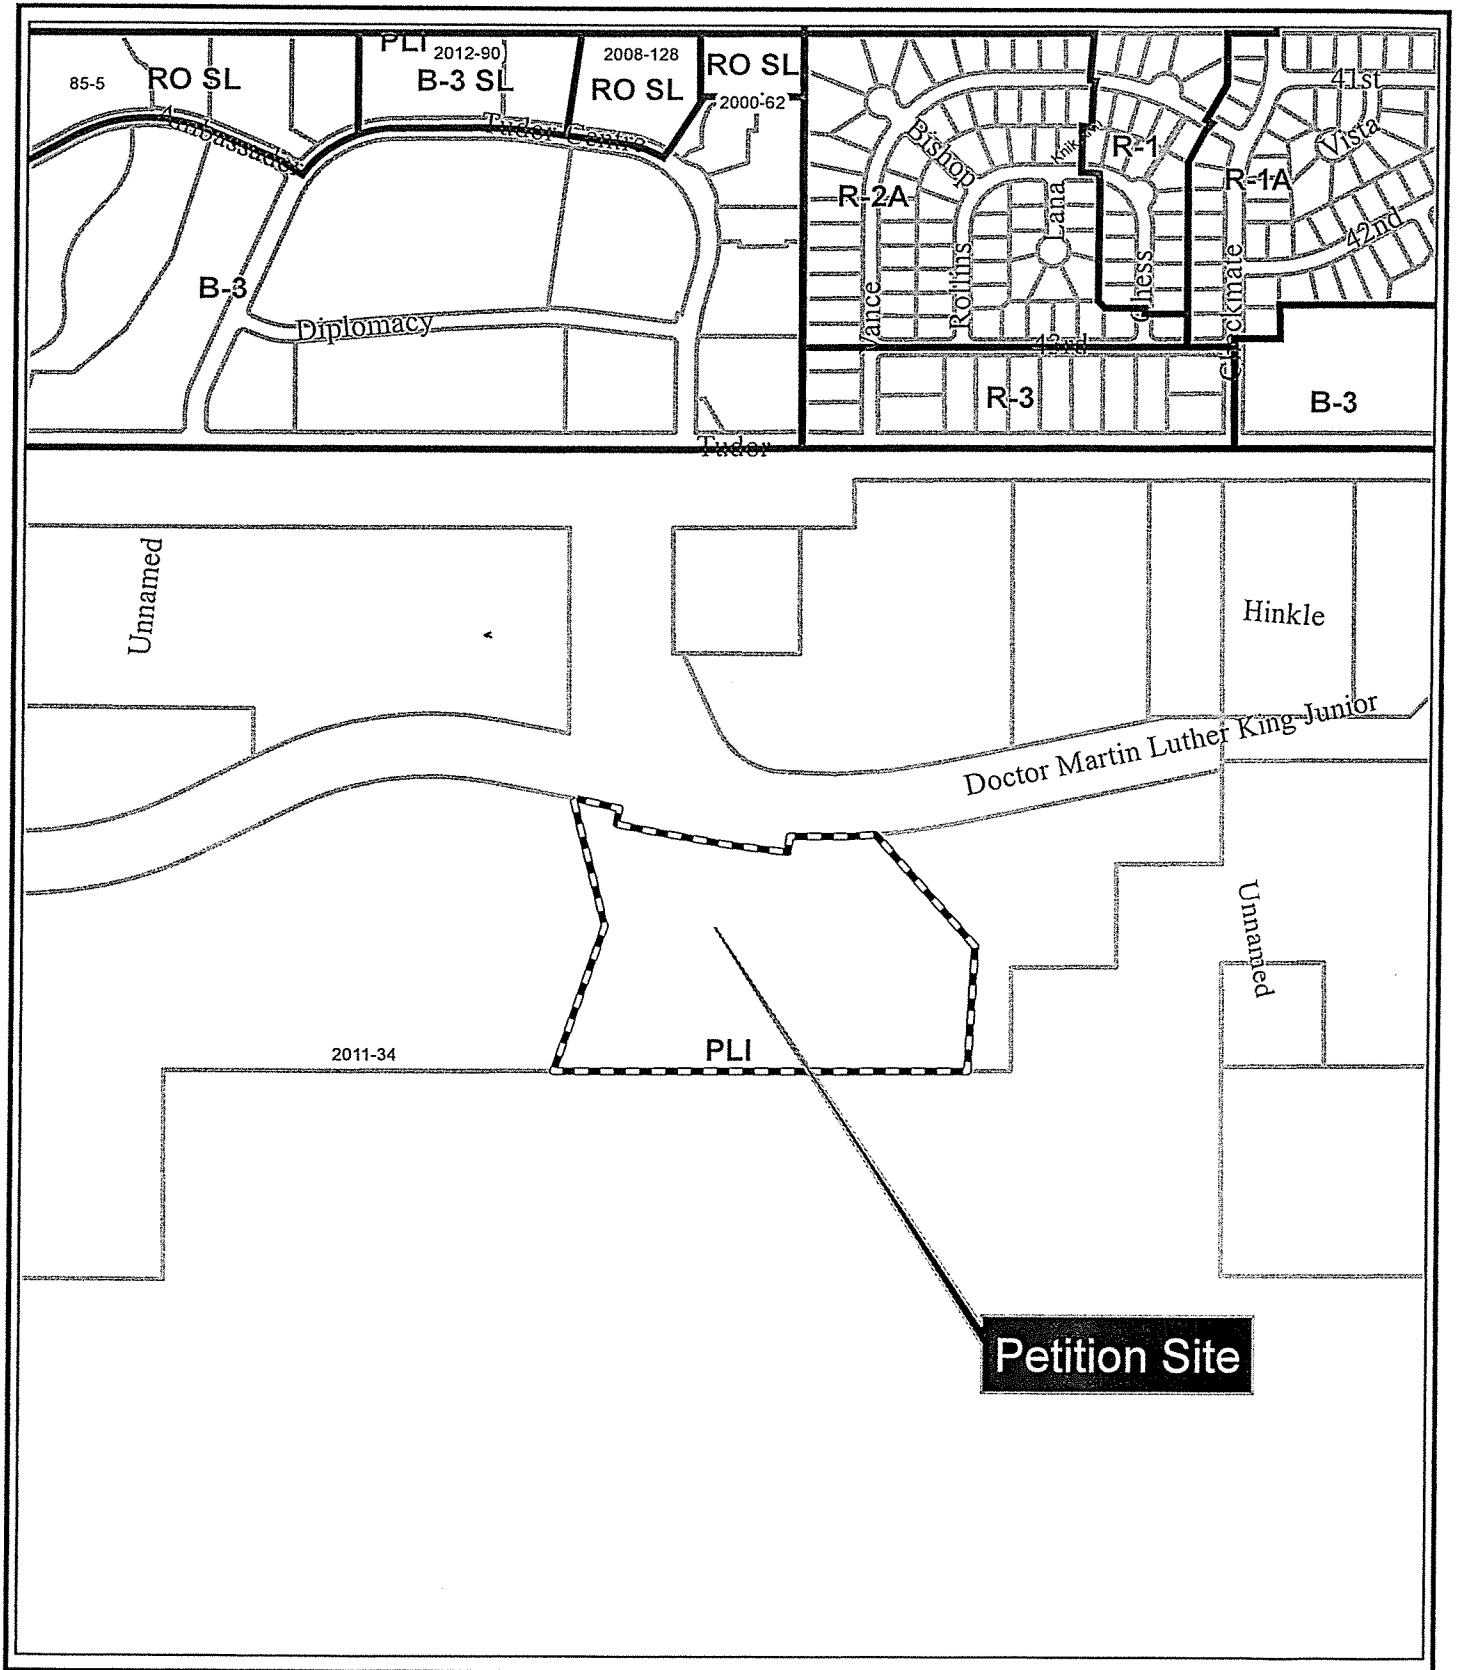 PLI
2012-90
2008-128
RO SL
85-5
RO SL
B-3 SL
RO SL
2000-62
41st
Ambassador
Tudor Centre
Bishop
Knik
R-1
Vista
R-2A
Lana
R-1A
42nd
B-3
Rollins
Chess
Checkmate
Vance
Diplomacy
43rd
R-3
B-3
Tudor
Unnamed
Hinkle
Doctor Martin Luther King Junior
Unnamed
2011-34
PLI
Petition Site